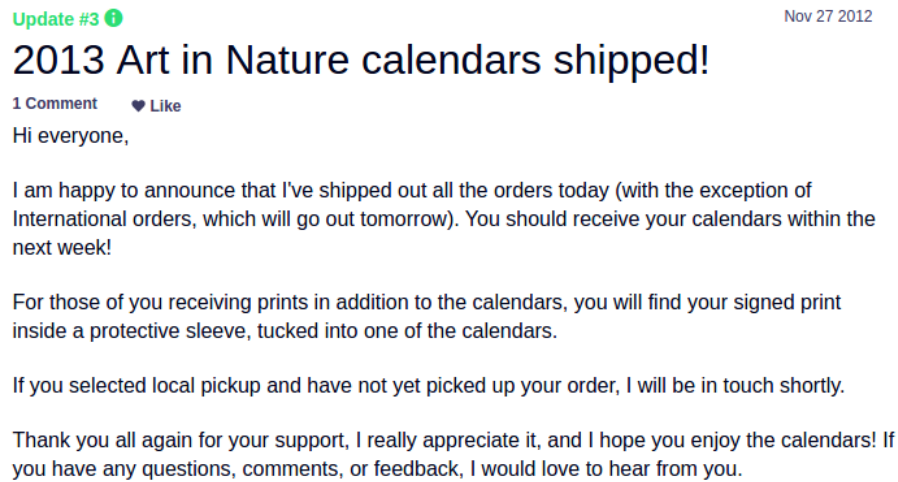 Update #3
Nov 27 2012
2013 Art in Nature calendars shipped!
1 Comment Like
Hi everyone,
I am happy to announce that I've shipped out all the orders today (with the exception of
International orders, which will go out tomorrow). You should receive your calendars within the
next week!
For those of you receiving prints in addition to the calendars, you will find your signed print
inside a protective sleeve, tucked into one of the calendars.
If you selected local pickup and have not yet picked up your order, I will be in touch shortly.
Thank you all again for your support, I really appreciate it, and I hope you enjoy the calendars! If
you have any questions, comments, or feedback, I would love to hear from you.